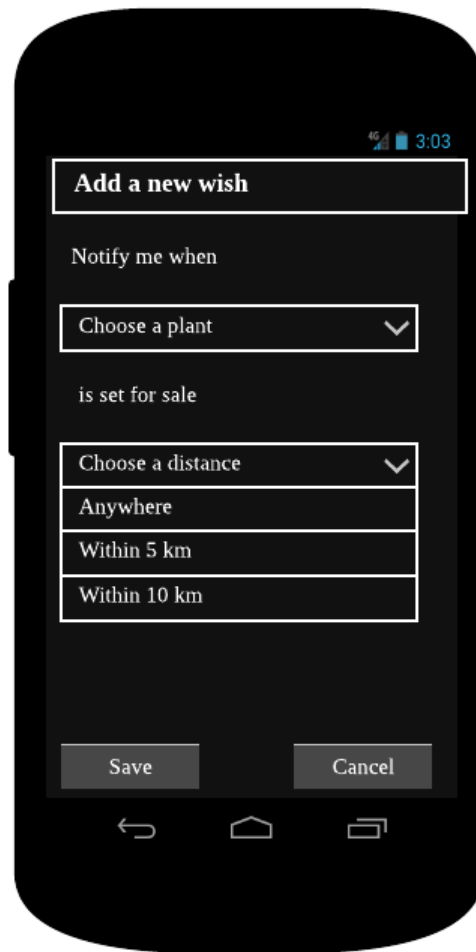 4G 3:03
Add a new wish
Notify me when
Choose a plant
is set for sale
Choose a distance
Anywhere
Within 5 km
Within 10 km
Save Cancel